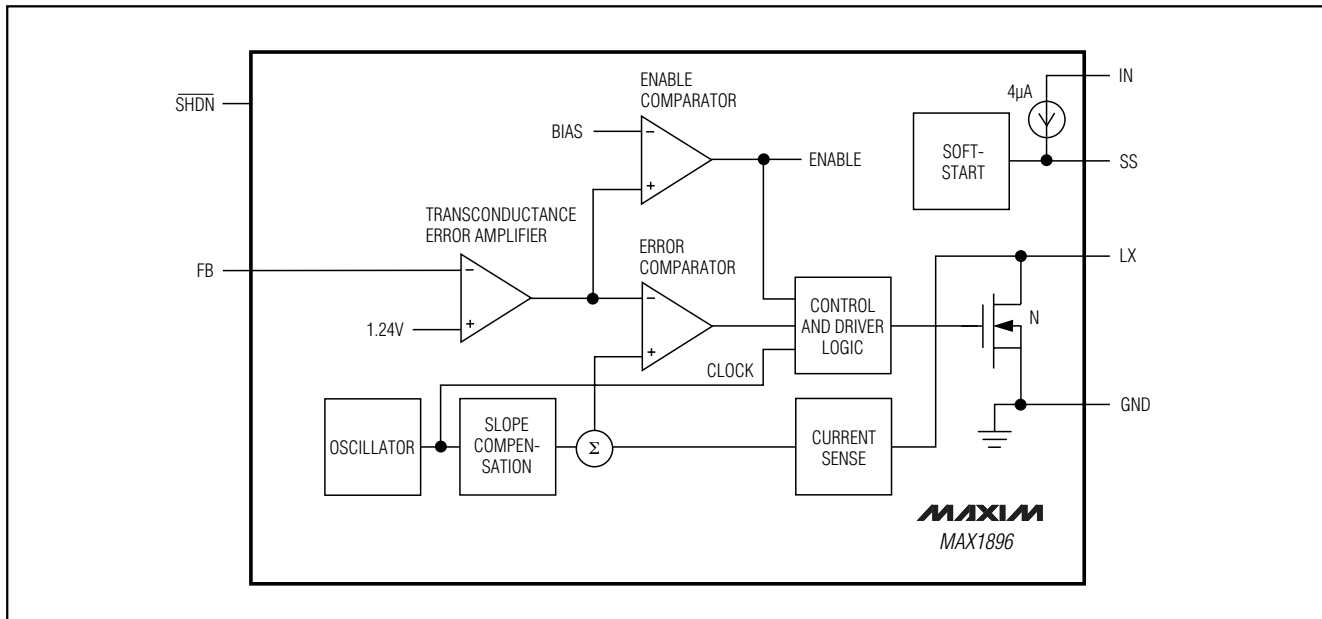 SHDN
ENABLE
COMPARATOR
BIAS
−
+
ENABLE
4µA
IN
SOFT-
START
SS
TRANSCONDUCTANCE
ERROR AMPLIFIER
FB
−
+
1.24V
ERROR
COMPARATOR
−
+
CONTROL
AND DRIVER
LOGIC
CLOCK
LX
N
GND
OSCILLATOR
SLOPE
COMPEN-
SATION
Σ
CURRENT
SENSE
MAXIM
MAX1896